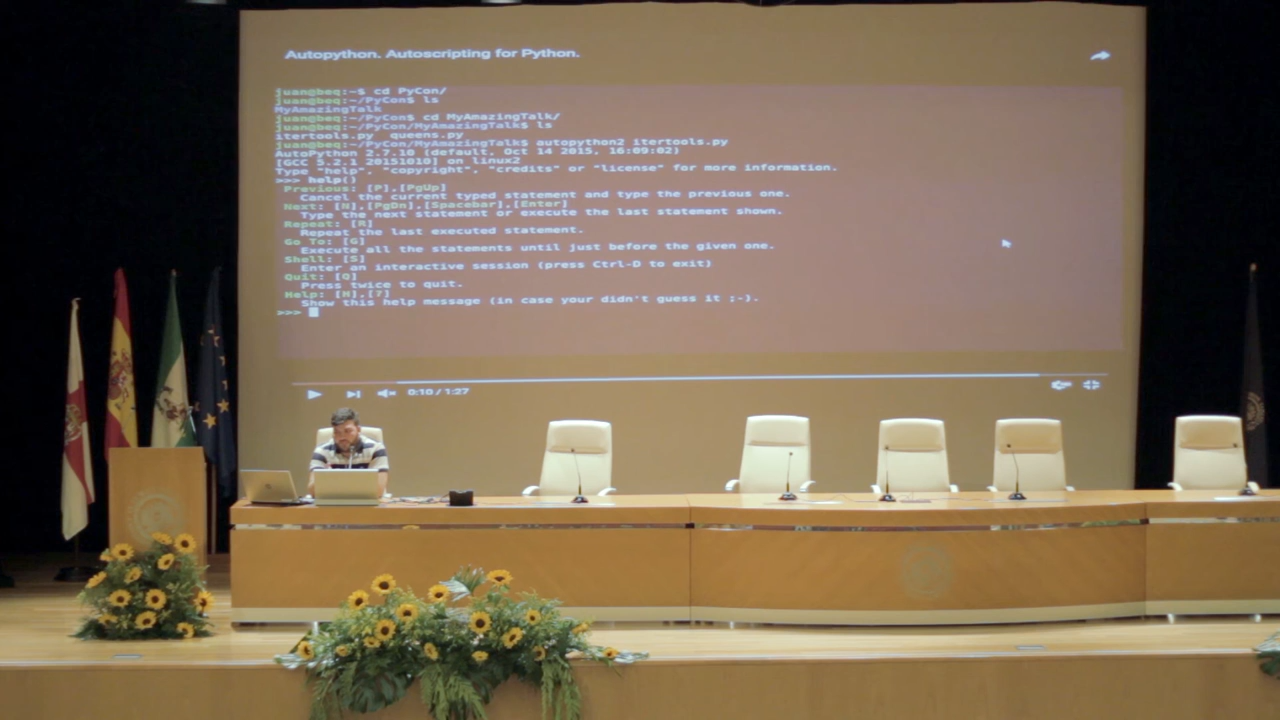 Autopython. Autoscripting for Python.
juan@beq:~$ cd PyCon/
juan@beq:~/PyCon$ ls
MyAmazingTalk
juan@beq:~/PyCon$ cd MyAmazingTalk/
juan@beq:~/PyCon/MyAmazingTalk$ ls
itertools.py queens.py
juan@beq:~/PyCon/MyAmazingTalk$ autopython2 itertools.py
AutoPython 2.7.10 (default, Oct 14 2015, 16:09:02)
[GCC 5.2.1 20151010] on linux2
Type "help", "copyright", "credits" or "license" for more information.
>>> help()
Previous: [P],[PgUp]
Cancel the current typed statement and type the previous one.
Next: [N],[PgDn],[Spacebar],[Enter]
Type the next statement or execute the last statement shown.
Repeat: [R]
Repeat the last executed statement.
Go To: [G]
Execute all the statements until just before the given one.
Shell: [S]
Enter an interactive session (press Ctrl-D to exit)
Quit: [Q]
Press twice to quit.
Help: [H],[?]
Show this help message (in case your didn't guess it ;-).
>>>
0:10 / 1:27